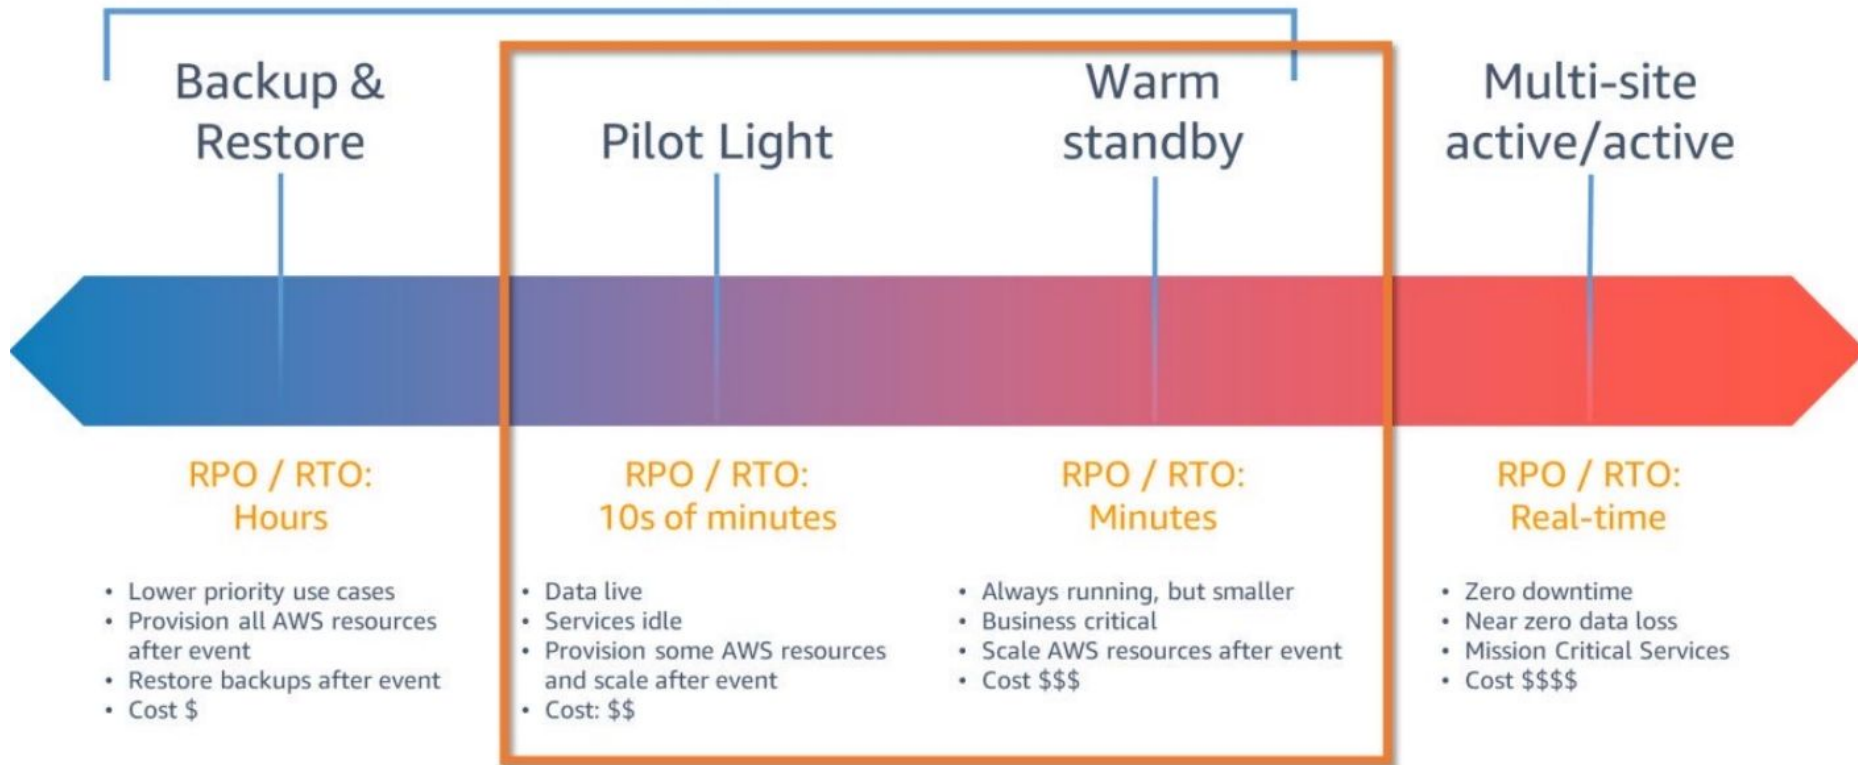 Backup &
Restore
Pilot Light
Warm
standby
Multi-site
active/active
RPO / RTO:
Hours
RPO / RTO:
10s of minutes
RPO / RTO:
Minutes
RPO / RTO:
Real-time
• Lower priority use cases
• Provision all AWS resources
after event
• Restore backups after event
• Cost $
• Data live
• Services idle
• Provision some AWS resources
and scale after event
• Cost: $$
• Always running, but smaller
• Business critical
• Scale AWS resources after event
• Cost $$$
• Zero downtime
• Near zero data loss
• Mission Critical Services
• Cost $$$$